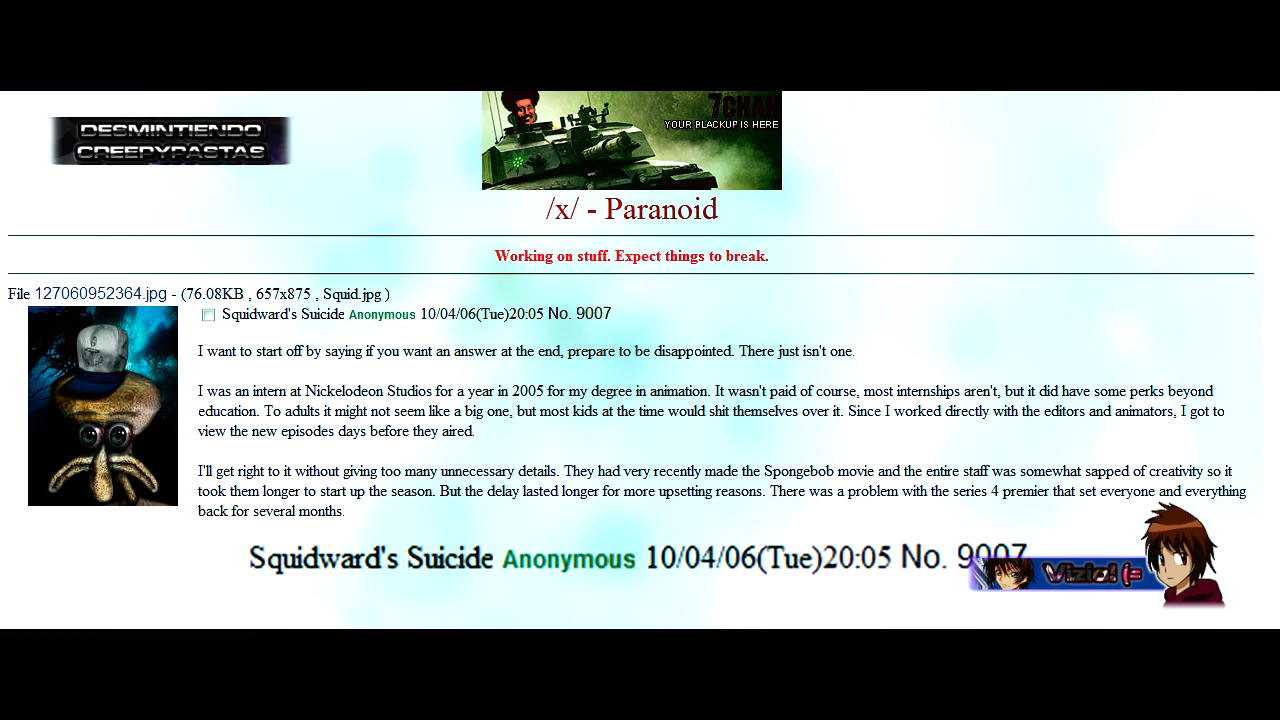 DESMINTIENDO
CREEPYPASTAS
7CHAN
YOUR BLACKUP IS HERE
/x/ - Paranoid
Working on stuff. Expect things to break.
File 127060952364.jpg - (76.08KB , 657x875 , Squid.jpg )
Squidward's Suicide Anonymous 10/04/06(Tue)20:05 No. 9007
I want to start off by saying if you want an answer at the end, prepare to be disappointed. There just isn't one.
I was an intern at Nickelodeon Studios for a year in 2005 for my degree in animation. It wasn't paid of course, most internships aren't, but it did have some perks beyond
education. To adults it might not seem like a big one, but most kids at the time would shit themselves over it. Since I worked directly with the editors and animators, I got to
view the new episodes days before they aired.
I'll get right to it without giving too many unnecessary details. They had very recently made the Spongebob movie and the entire staff was somewhat sapped of creativity so it
took them longer to start up the season. But the delay lasted longer for more upsetting reasons. There was a problem with the series 4 premier that set everyone and everything
back for several months.
Squidward's Suicide Anonymous 10/04/06(Tue)20:05 No. 9007
Vizio! (=